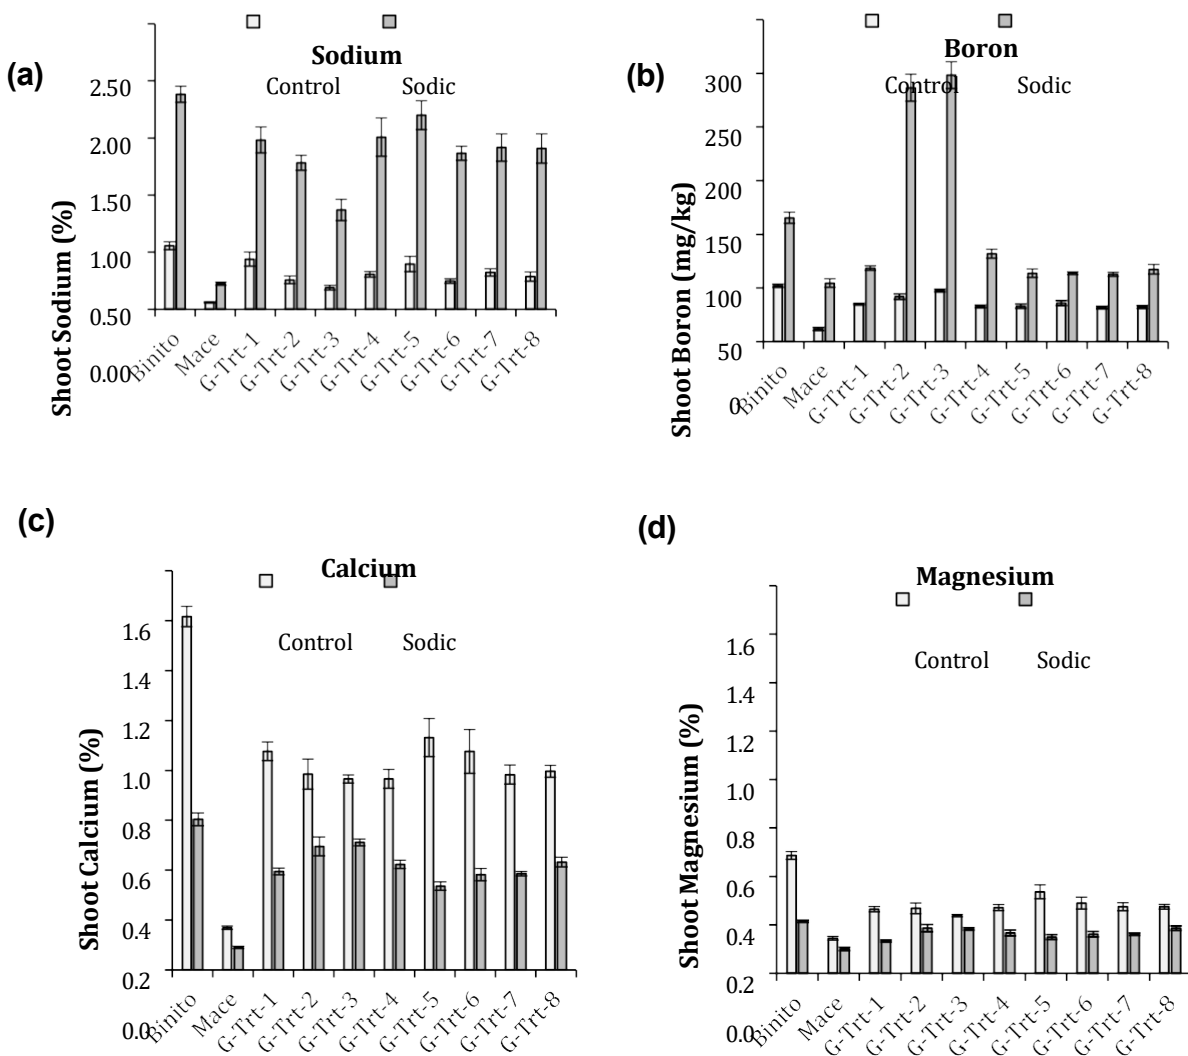 (a)
Sodium
Control
Sodic
Shoot Sodium (%)
2.50
2.00
1.50
1.00
0.50
0.00
Binito
Mace
G-Trt-1
G-Trt-2
G-Trt-3
G-Trt-4
G-Trt-5
G-Trt-6
G-Trt-7
G-Trt-8
(b)
Boron
Control
Sodic
Shoot Boron (mg/kg)
300
250
200
150
100
50
0
Binito
Mace
G-Trt-1
G-Trt-2
G-Trt-3
G-Trt-4
G-Trt-5
G-Trt-6
G-Trt-7
G-Trt-8
(c)
Calcium
Control
Sodic
Shoot Calcium (%)
1.6
1.4
1.2
1.0
0.8
0.6
0.4
0.2
0.0
Binito
Mace
G-Trt-1
G-Trt-2
G-Trt-3
G-Trt-4
G-Trt-5
G-Trt-6
G-Trt-7
G-Trt-8
(d)
Magnesium
Control
Sodic
Shoot Magnesium (%)
1.6
1.4
1.2
1.0
0.8
0.6
0.4
0.2
0.0
Binito
Mace
G-Trt-1
G-Trt-2
G-Trt-3
G-Trt-4
G-Trt-5
G-Trt-6
G-Trt-7
G-Trt-8